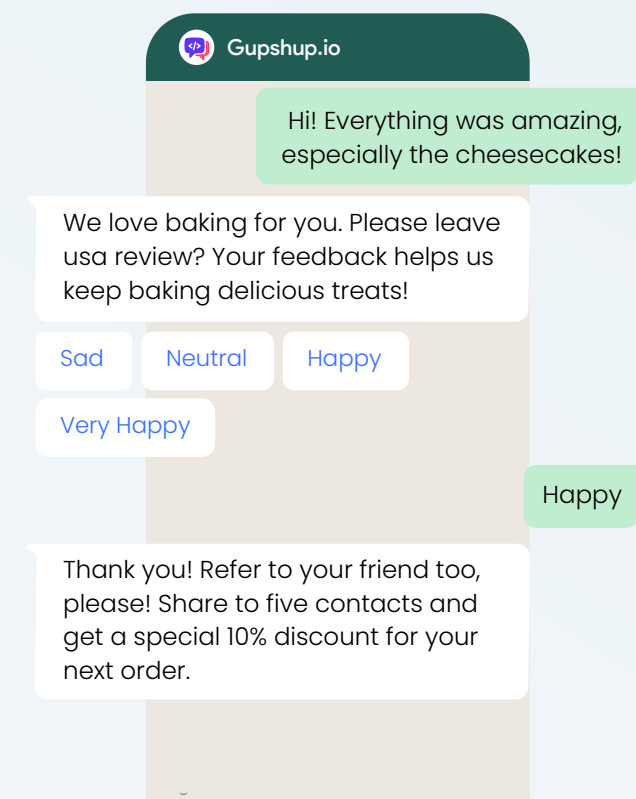 Gupshup.io
Hi! Everything was amazing,
especially the cheesecakes!
We love baking for you. Please leave
usa review? Your feedback helps us
keep baking delicious treats!
Sad Neutral Happy
Very Happy
Happy
Thank you! Refer to your friend too,
please! Share to five contacts and
get a special 10% discount for your
next order.